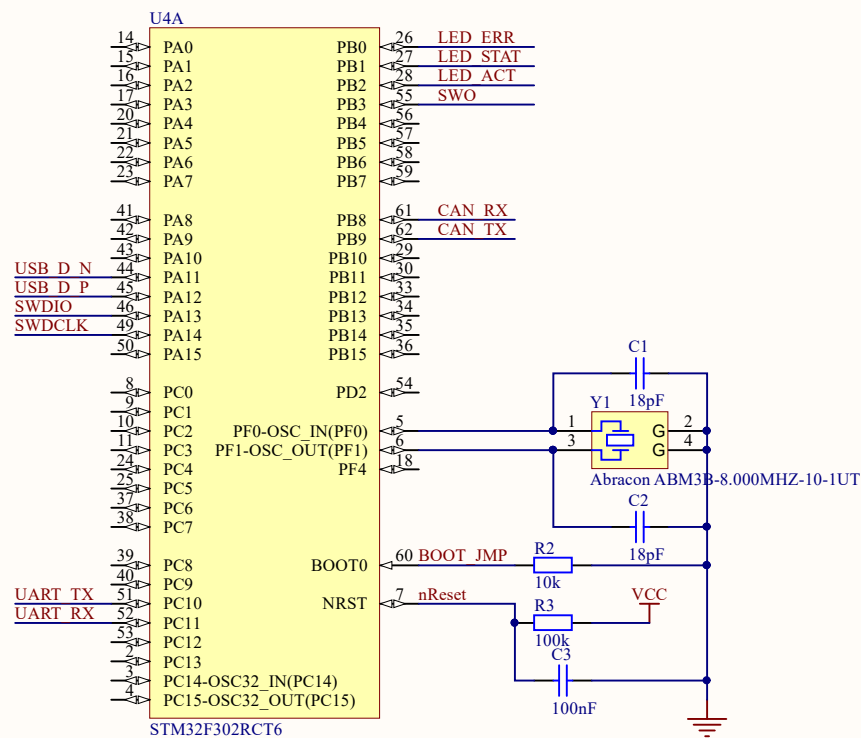 U4A
14 PA0 PB0 26 LED_ERR
15 PA1 PB1 27 LED_STAT
16 PA2 PB2 28 LED_ACT
17 PA3 PB3 55 SWO
20 PA4 PB4 56
21 PA5 PB5 57
22 PA6 PB6 58
23 PA7 PB7 59
41 PA8 PB8 61 CAN_RX
42 PA9 PB9 62 CAN_TX
43 PA10 PB10 29
USB_D_N 44 PA11 PB11 30
USB_D_P 45 PA12 PB12 33
SWDIO 46 PA13 PB13 34
SWDCLK 49 PA14 PB14 35
50 PA15 PB15 36
C1
8 PC0 PD2 54
18pF
9 PC1
Y1
10 PC2 PF0-OSC_IN(PF0) 5 1 G 2
11 PC3 PF1-OSC_OUT(PF1) 6 3 G 4
24 PC4 PF4 18
Abracon ABM3B-8.000MHZ-10-1UT
25 PC5
C2
37 PC6
38 PC7
18pF
R2
39 PC8 BOOT0 60 BOOT_JMP
40 PC9
10k
UART_TX 51 PC10 NRST 7 nReset R3 VCC
UART_RX 52 PC11
100k
53 PC12
C3
2 PC13
3 PC14-OSC32_IN(PC14)
4 PC15-OSC32_OUT(PC15)
100nF
STM32F302RCT6